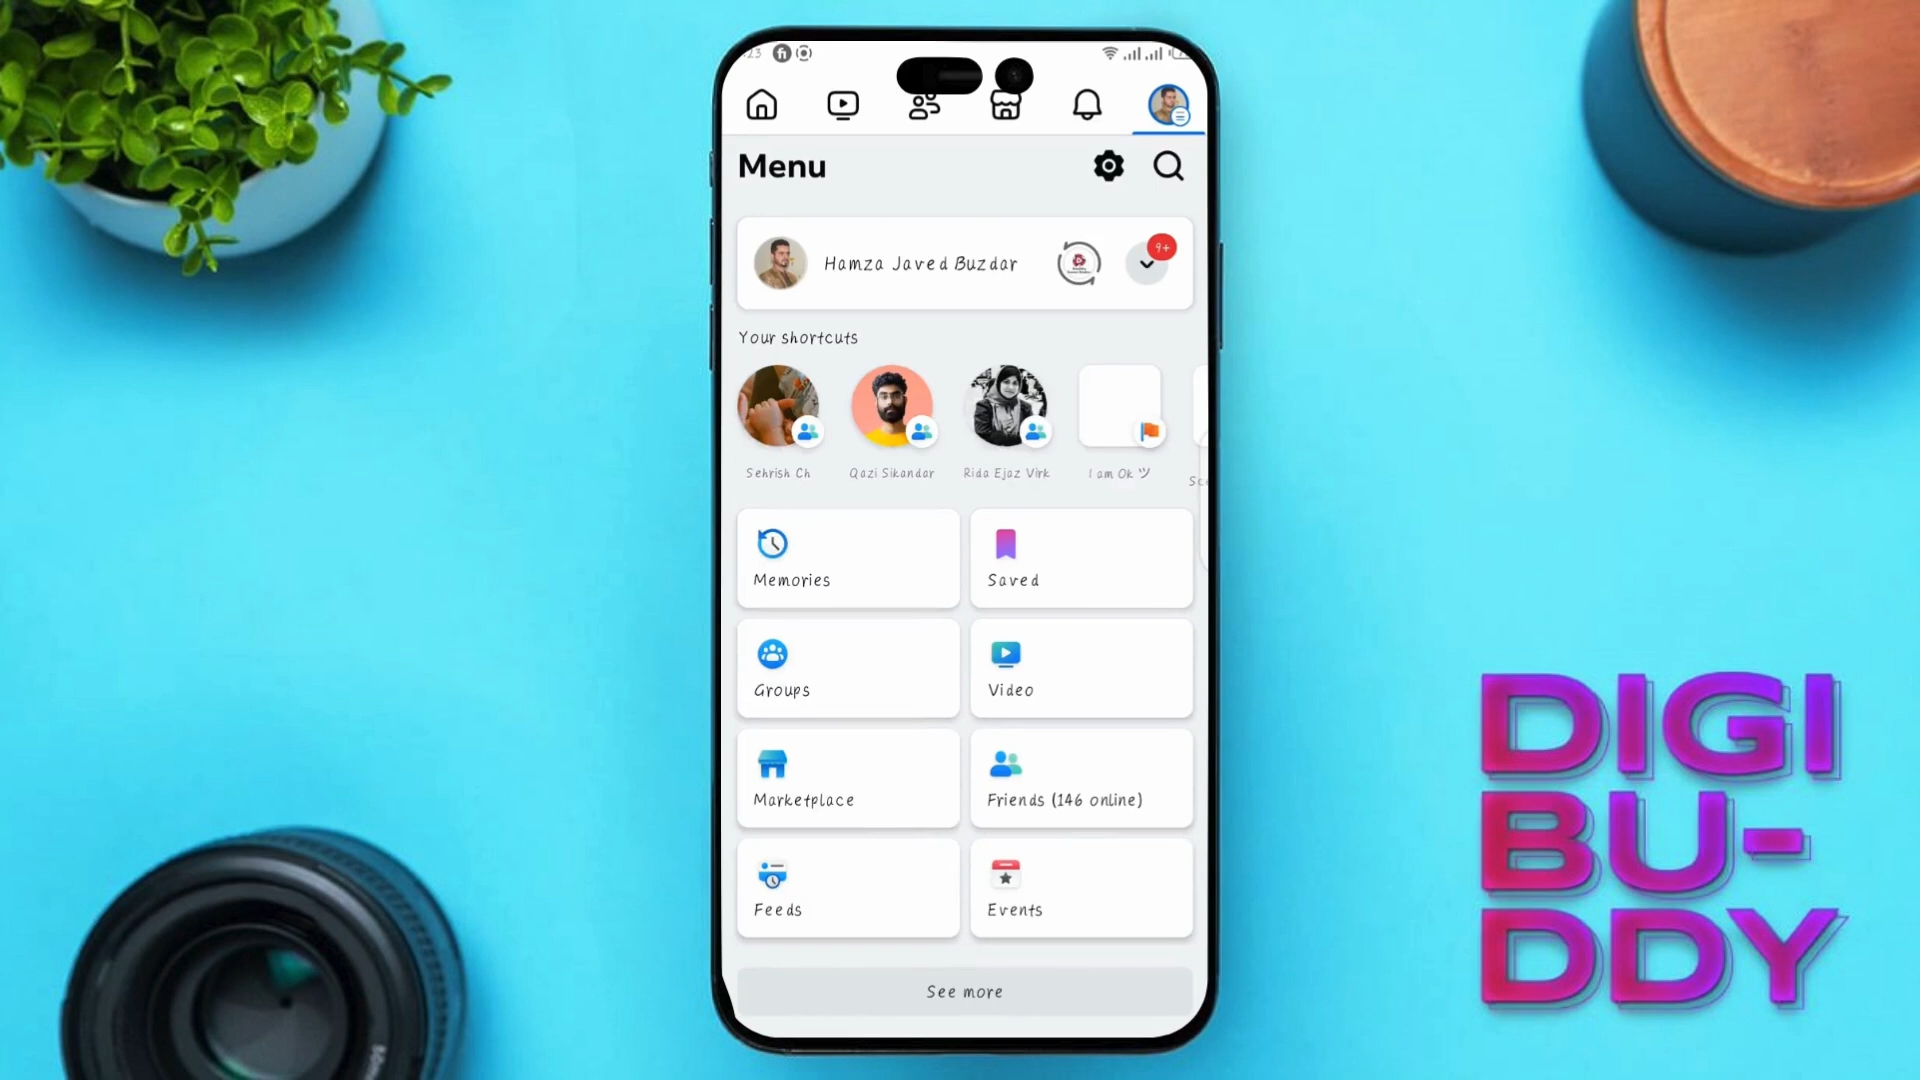 Menu
Hamza Javed Buzdar
9+
Your shortcuts
Sehrish Ch
Qazi Sikandar
Rida Ejaz Virk
I am Ok ツ
Memories
Saved
Groups
Video
Marketplace
Friends (146 online)
Feeds
Events
See more
DIGI
BU-
DDY